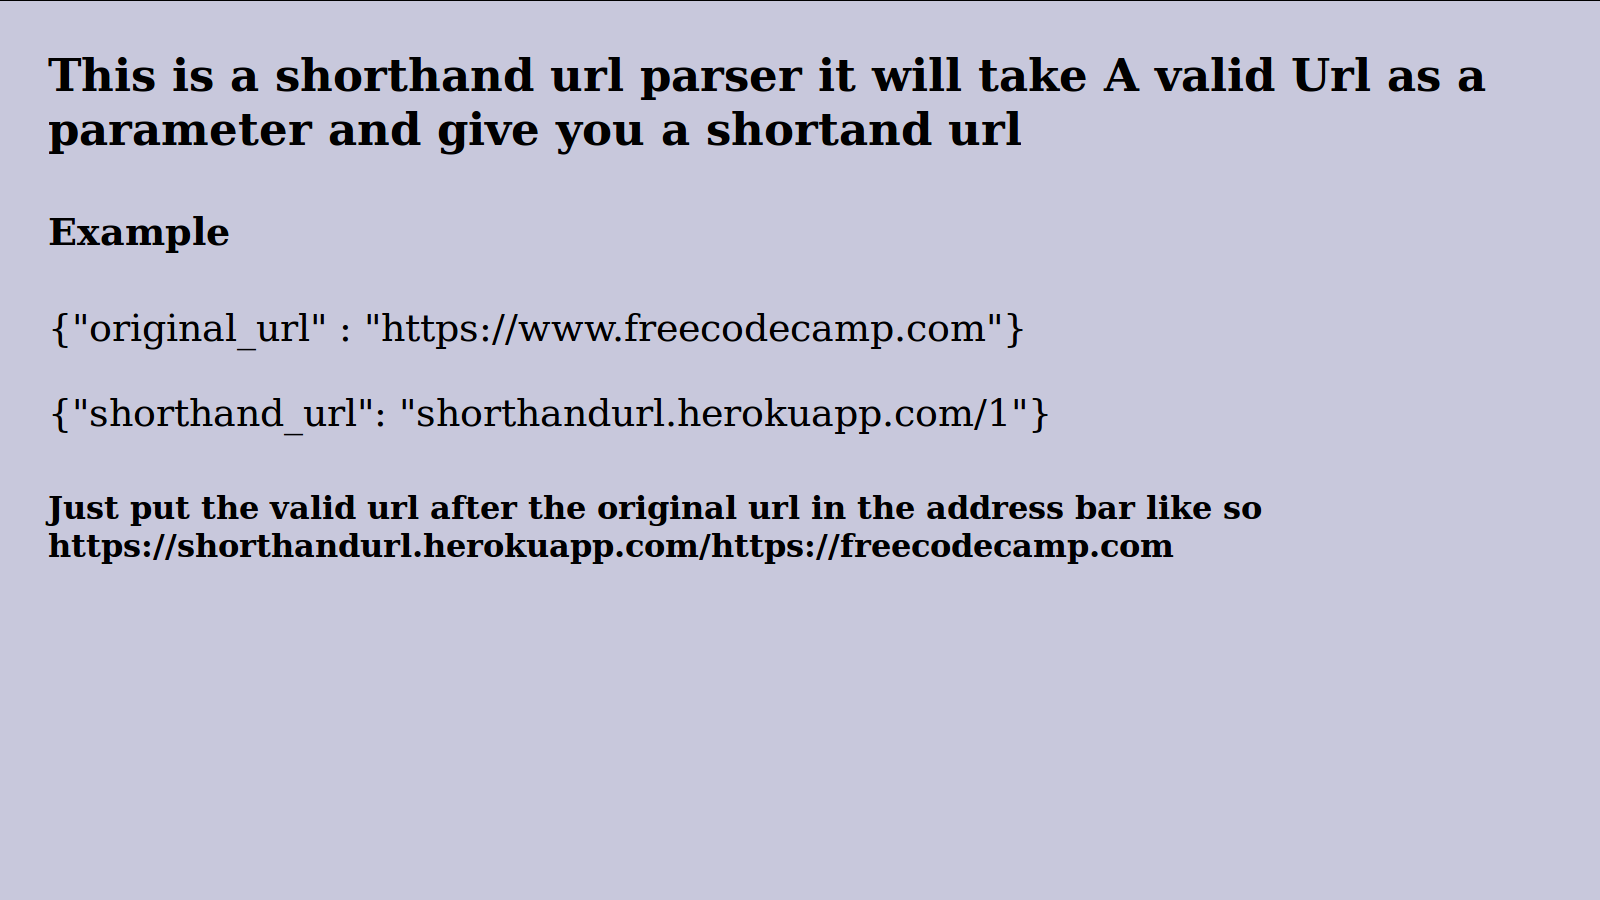 This is a shorthand url parser it will take A valid Url as a
parameter and give you a shortand url
Example
{"original_url" : "https://www.freecodecamp.com"}
{"shorthand_url": "shorthandurl.herokuapp.com/1"}
Just put the valid url after the original url in the address bar like so
https://shorthandurl.herokuapp.com/https://freecodecamp.com